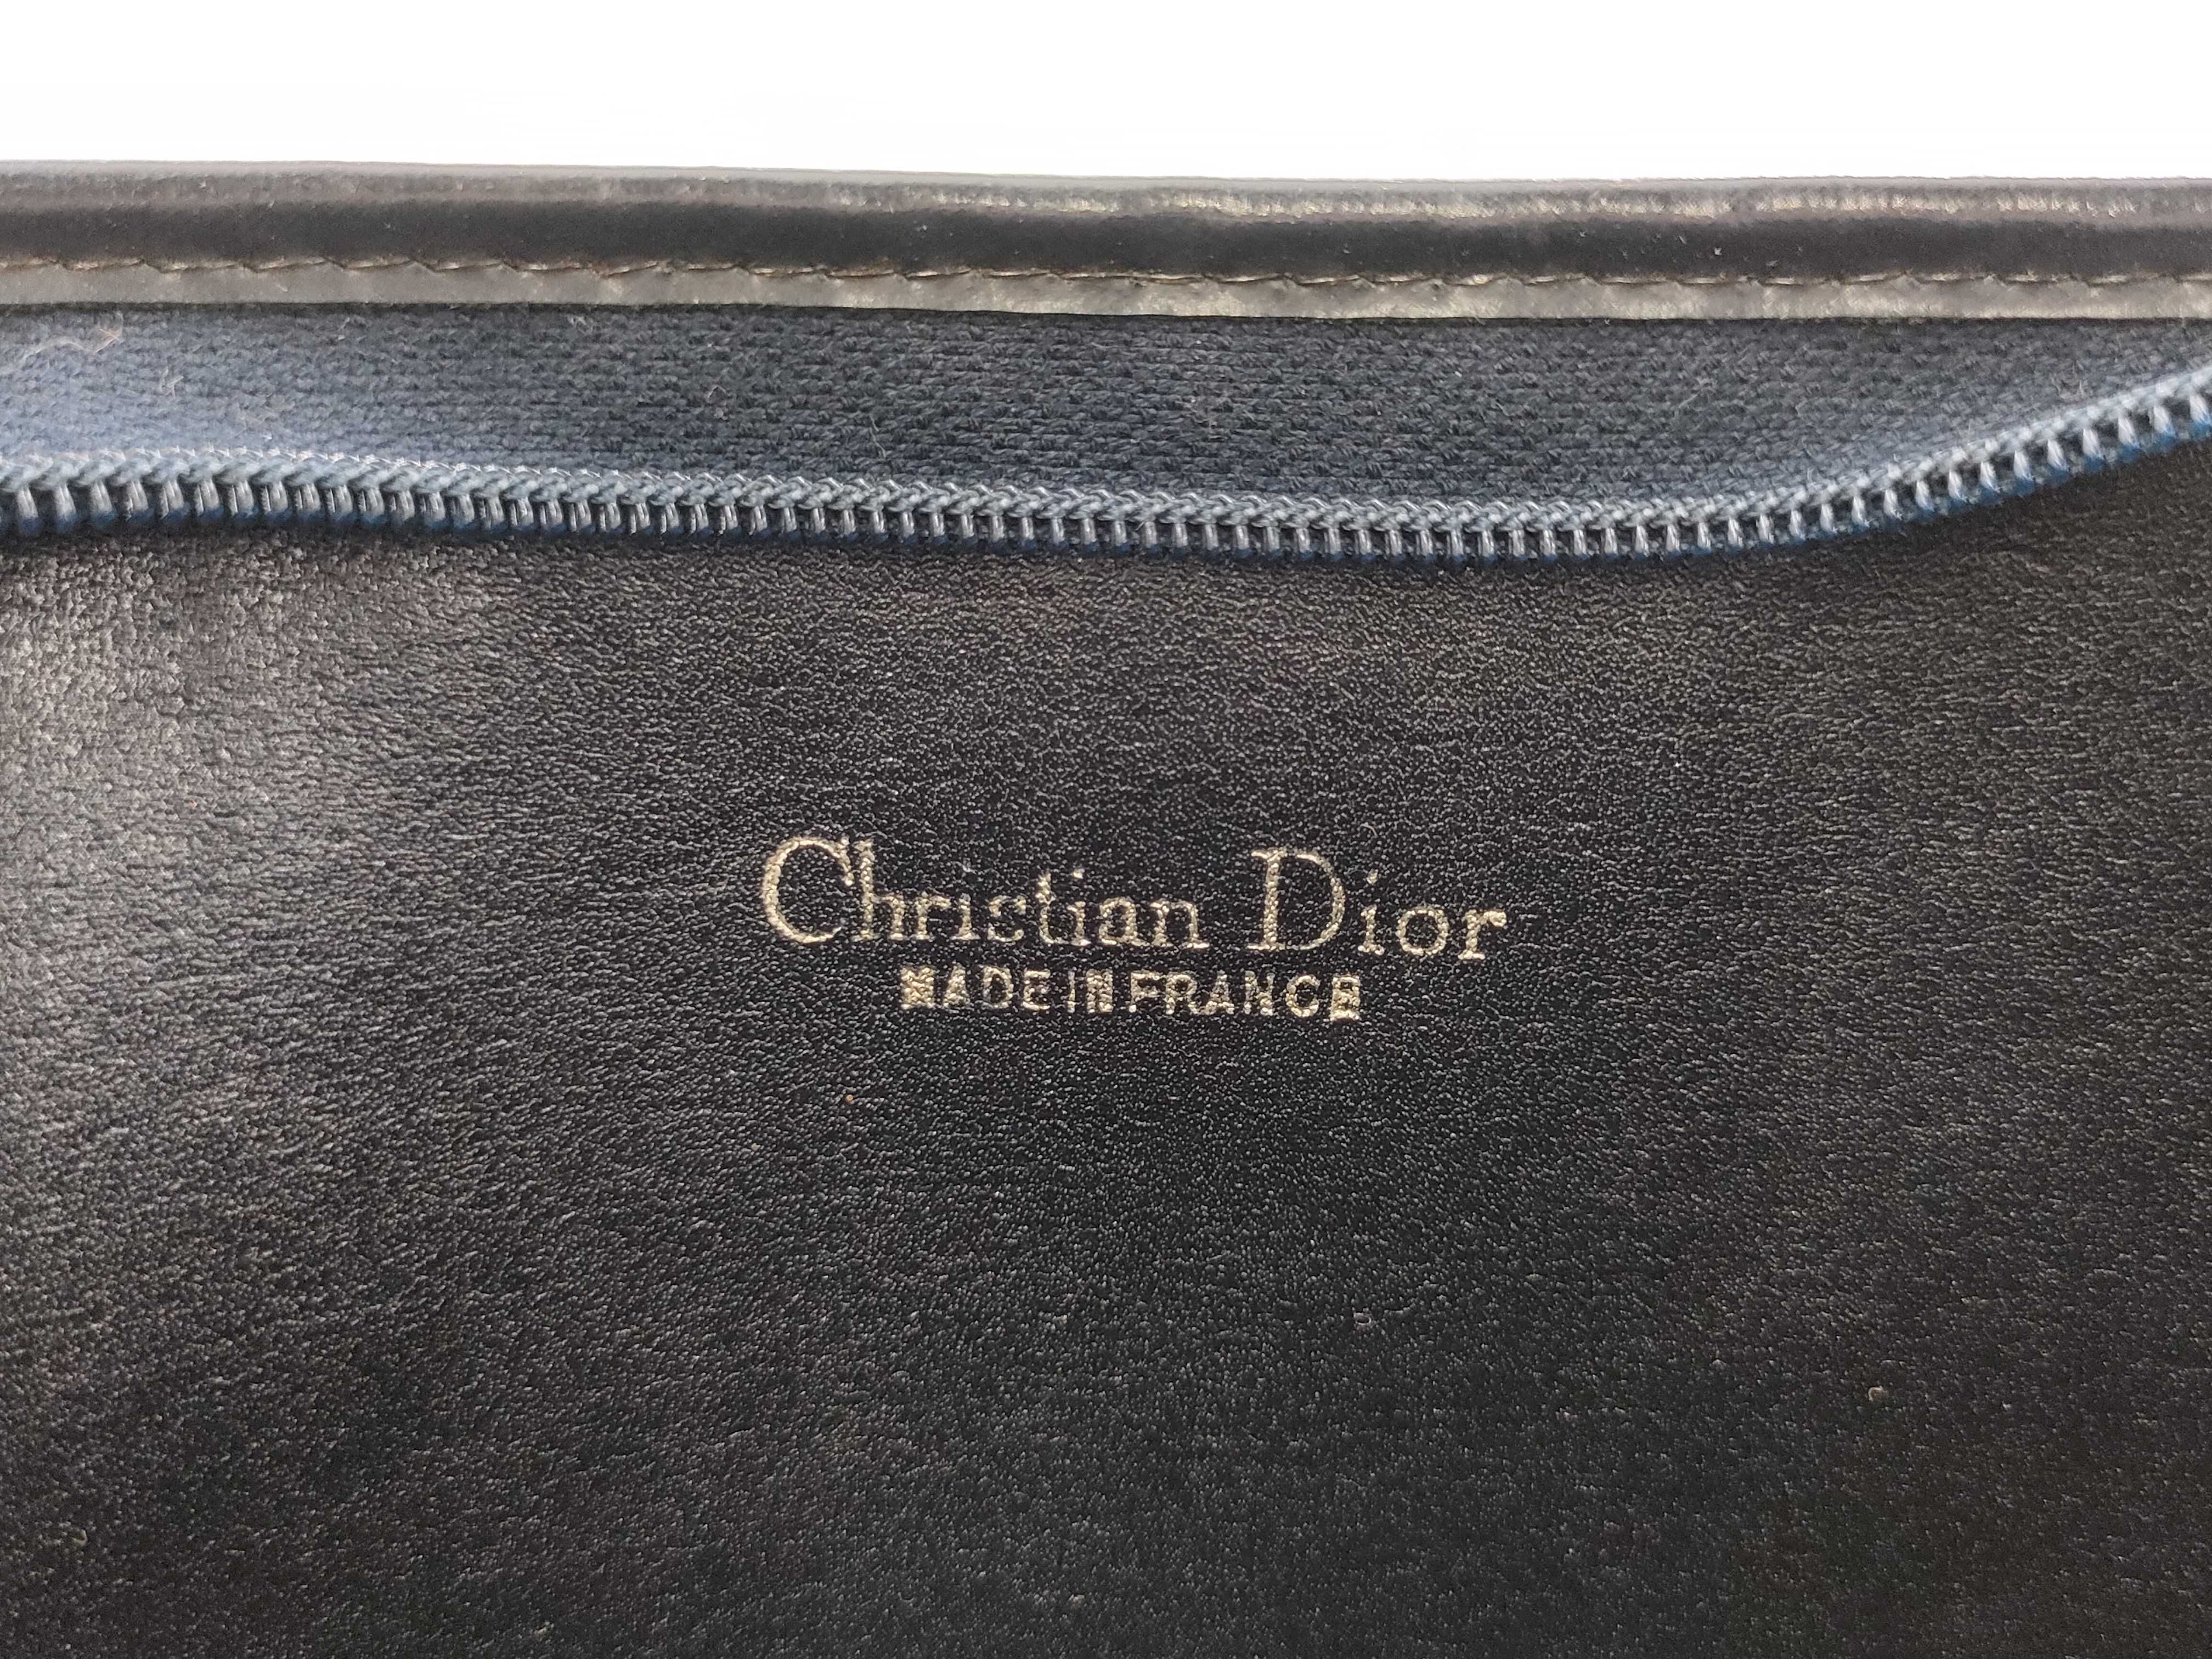 Christian Dior
MADE IN FRANCE